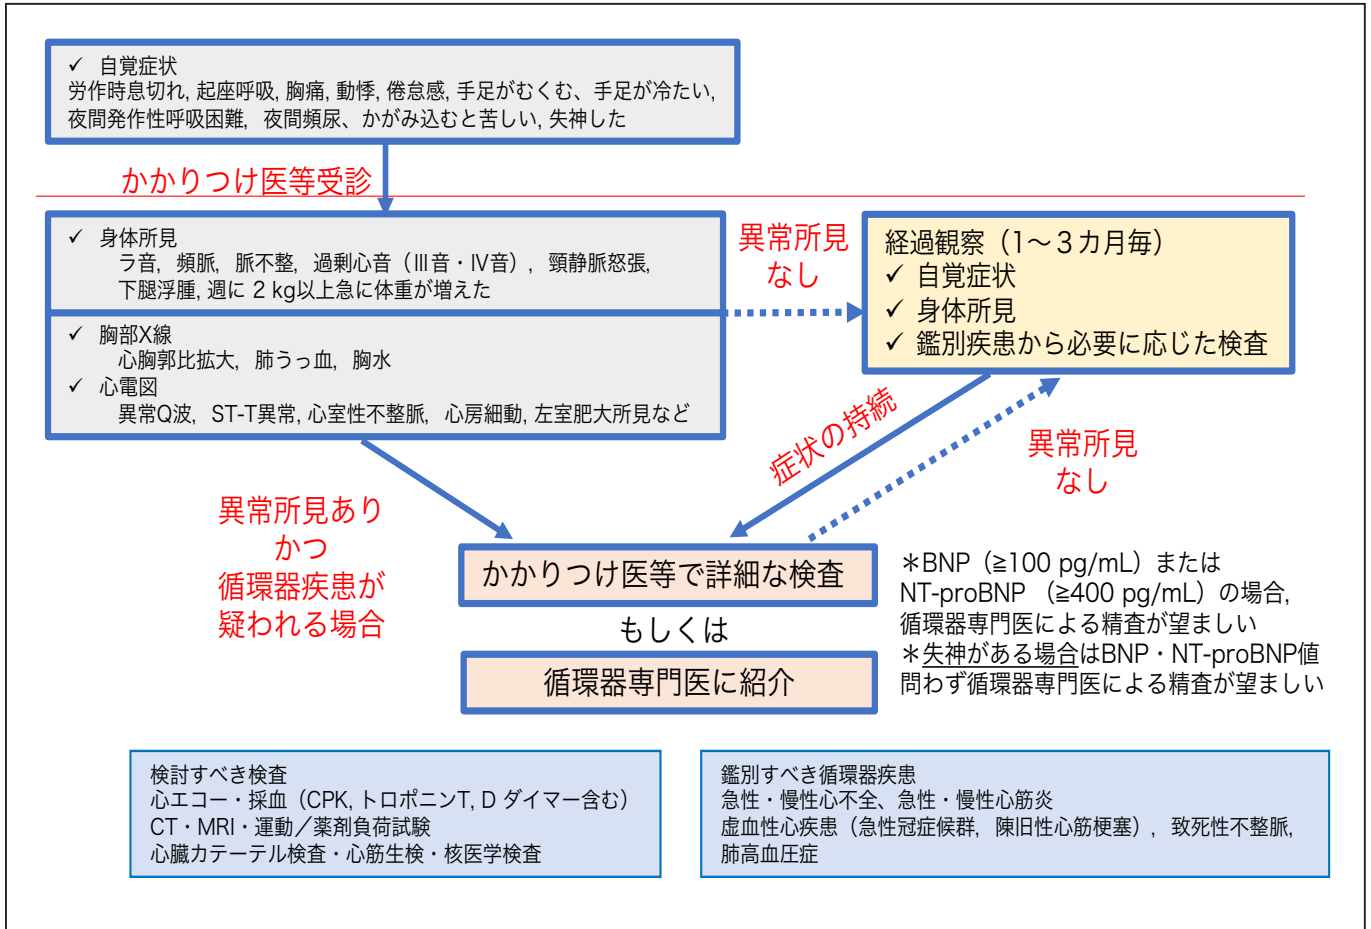 ✓ 自覚症状
労作時息切れ, 起座呼吸, 胸痛, 動悸, 倦怠感, 手足がむくむ、手足が冷たい,
夜間発作性呼吸困難, 夜間頻尿、かがみ込むと苦しい, 失神した
かかりつけ医等受診
✓ 身体所見
ラ音, 頻脈, 脈不整, 過剰心音（Ⅲ音・Ⅳ音）, 頸静脈怒張,
下腿浮腫, 週に 2 kg以上急に体重が増えた
✓ 胸部X線
心胸郭比拡大, 肺うっ血, 胸水
✓ 心電図
異常Q波, ST-T異常, 心室性不整脈, 心房細動, 左室肥大所見など
異常所見
なし
経過観察（1〜３カ月毎）
✓ 自覚症状
✓ 身体所見
✓ 鑑別疾患から必要に応じた検査
症状の持続
異常所見
なし
異常所見あり
かつ
循環器疾患が
疑われる場合
かかりつけ医等で詳細な検査
もしくは
循環器専門医に紹介
＊BNP（≧100 pg/mL）または
NT-proBNP （≧400 pg/mL）の場合,
循環器専門医による精査が望ましい
＊失神がある場合はBNP・NT-proBNP値
問わず循環器専門医による精査が望ましい
検討すべき検査
心エコー・採血（CPK, トロポニンT, D ダイマー含む）
CT・MRI・運動／薬剤負荷試験
心臓カテーテル検査・心筋生検・核医学検査
鑑別すべき循環器疾患
急性・慢性心不全、急性・慢性心筋炎
虚血性心疾患（急性冠症候群, 陳旧性心筋梗塞）, 致死性不整脈,
肺高血圧症